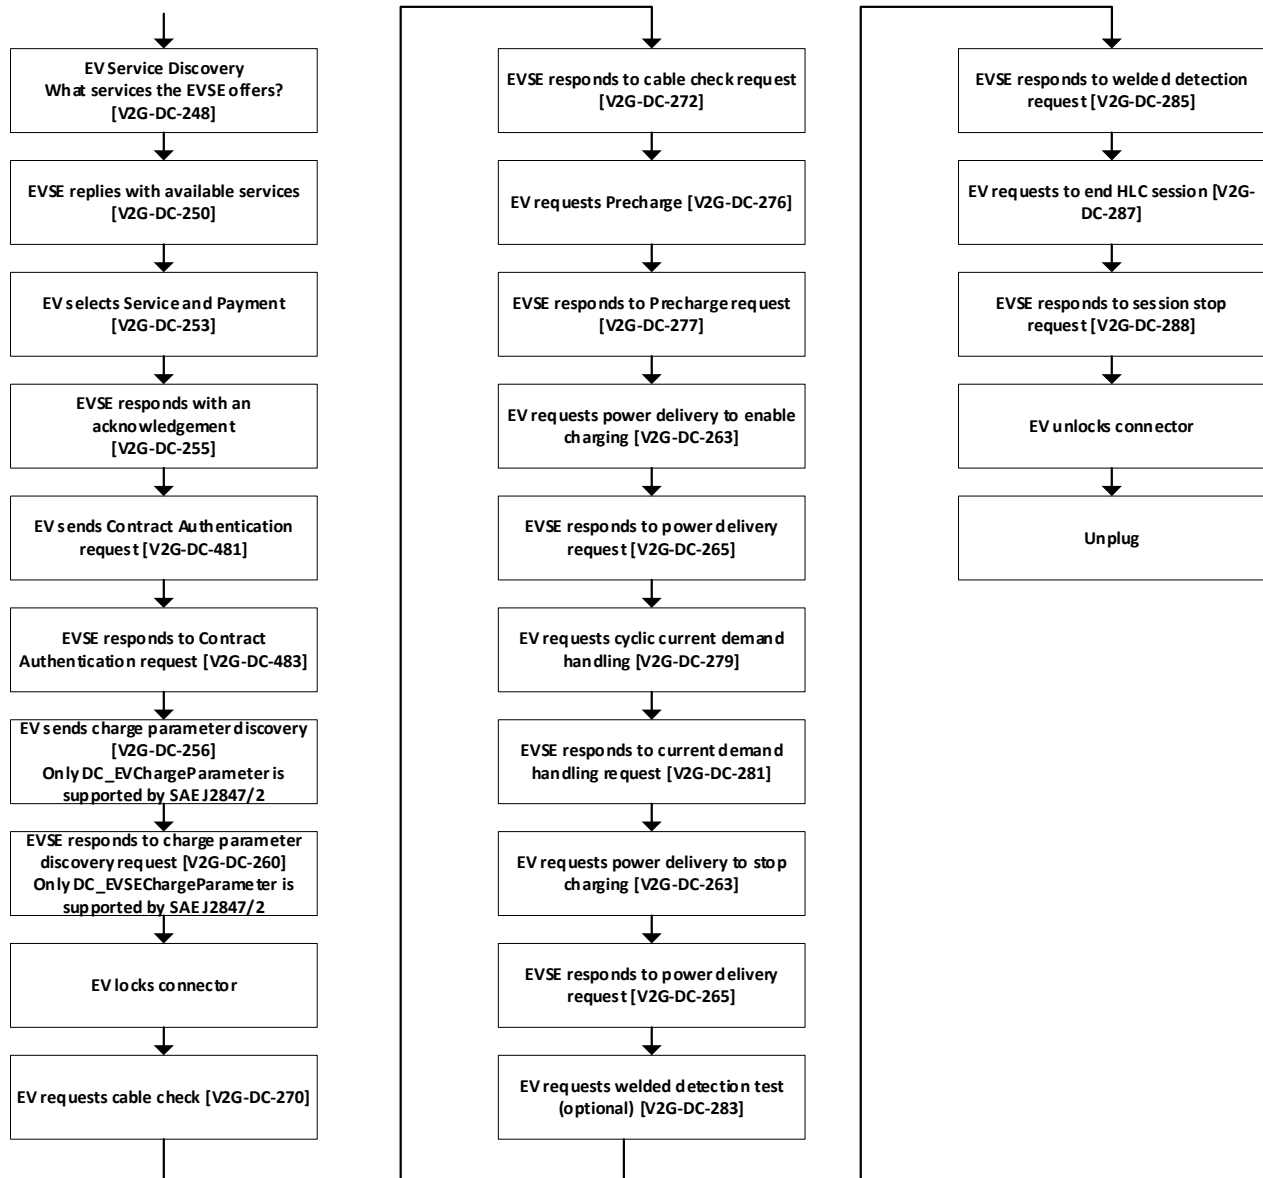 EV Service Discovery
What services the EVSE offers?
[V2G-DC-248]
EVSE replies with available services
[V2G-DC-250]
EV selects Service and Payment
[V2G-DC-253]
EVSE responds with an
acknowledgement
[V2G-DC-255]
EV sends Contract Authentication
request [V2G-DC-481]
EVSE responds to Contract
Authentication request [V2G-DC-483]
EV sends charge parameter discovery
[V2G-DC-256]
Only DC_EVChargeParameter is
supported by SAE J2847/2
EVSE responds to charge parameter
discovery request [V2G-DC-260]
Only DC_EVSEChargeParameter is
supported by SAE J2847/2
EV locks connector
EV requests cable check [V2G-DC-270]
EVSE responds to cable check request
[V2G-DC-272]
EV requests Precharge [V2G-DC-276]
EVSE responds to Precharge request
[V2G-DC-277]
EV requests power delivery to enable
charging [V2G-DC-263]
EVSE responds to power delivery
request [V2G-DC-265]
EV requests cyclic current demand
handling [V2G-DC-279]
EVSE responds to current demand
handling request [V2G-DC-281]
EV requests power delivery to stop
charging [V2G-DC-263]
EVSE responds to power delivery
request [V2G-DC-265]
EV requests welded detection test
(optional) [V2G-DC-283]
EVSE responds to welded detection
request [V2G-DC-285]
EV requests to end HLC session [V2G-
DC-287]
EVSE responds to session stop
request [V2G-DC-288]
EV unlocks connector
Unplug